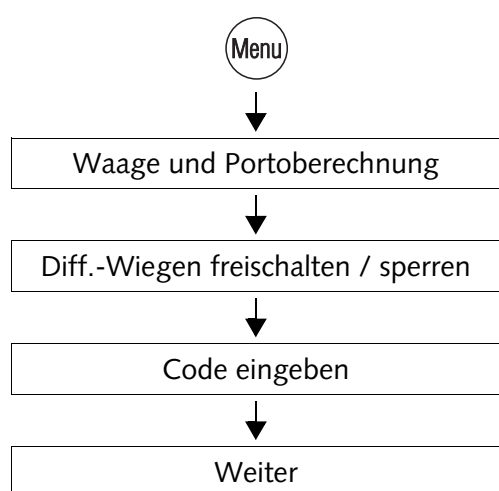 Menu
Waage und Portoberechnung
Diff.-Wiegen freischalten / sperren
Code eingeben
Weiter